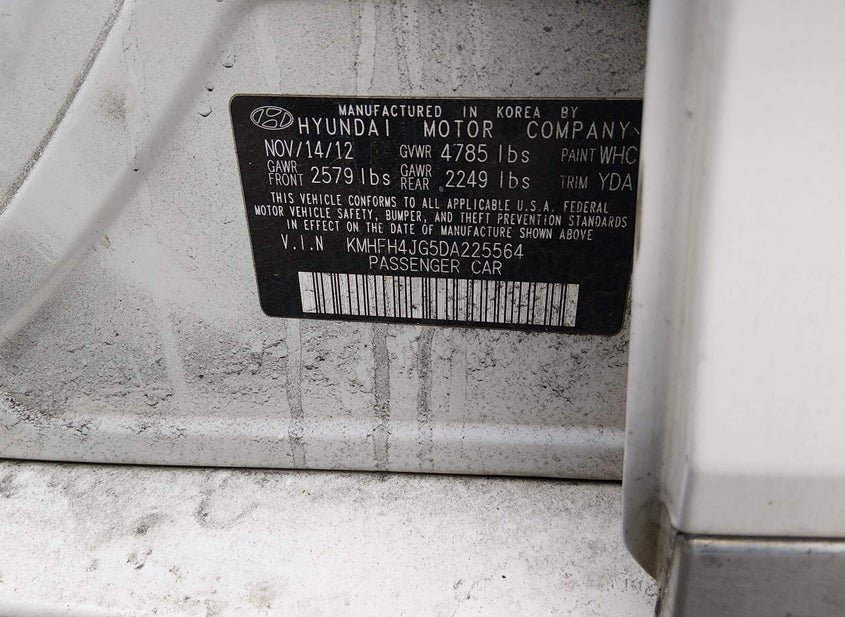 MANUFACTURED IN KOREA BY
HYUNDAI MOTOR COMPANY
NOV/14/12 GVWR 4785 lbs PAINT WHC
GAWR FRONT 2579 lbs GAWR REAR 2249 lbs TRIM YDA
THIS VEHICLE CONFORMS TO ALL APPLICABLE U.S.A. FEDERAL
MOTOR VEHICLE SAFETY, BUMPER, AND THEFT PREVENTION STANDARDS
IN EFFECT ON THE DATE OF MANUFACTURE SHOWN ABOVE
V.I.N KMHFH4JG5DA225564
PASSENGER CAR